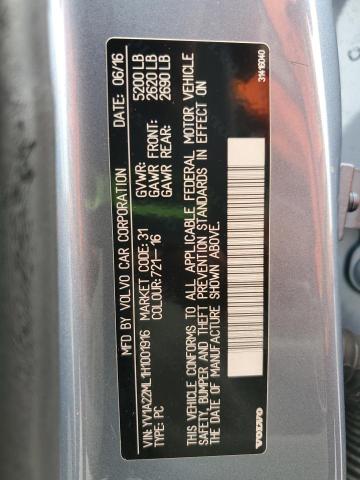 MFD BY VOLVO CAR CORPORATION DATE: 06/16
MARKET CODE: 31 GVWR: 5200 LB
COLOUR: 721-16 GAWR FRONT: 2620 LB
GAWR REAR: 2690 LB
VIN: YV1A22ML4H1001916
TYPE: PC
THIS VEHICLE CONFORMS TO ALL APPLICABLE FEDERAL MOTOR VEHICLE
SAFETY, BUMPER AND THEFT PREVENTION STANDARDS IN EFFECT ON
THE DATE OF MANUFACTURE SHOWN ABOVE.
VOLVO
31416040